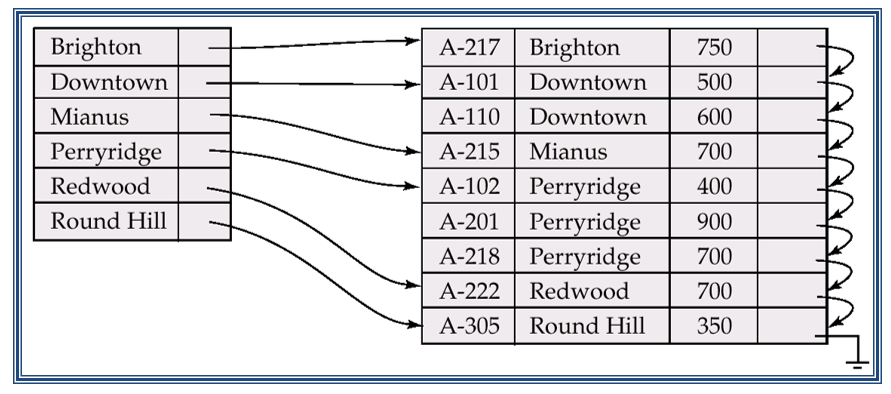 Brighton
Downtown
Mianus
Perryridge
Redwood
Round Hill
A-217 Brighton 750
A-101 Downtown 500
A-110 Downtown 600
A-215 Mianus 700
A-102 Perryridge 400
A-201 Perryridge 900
A-218 Perryridge 700
A-222 Redwood 700
A-305 Round Hill 350